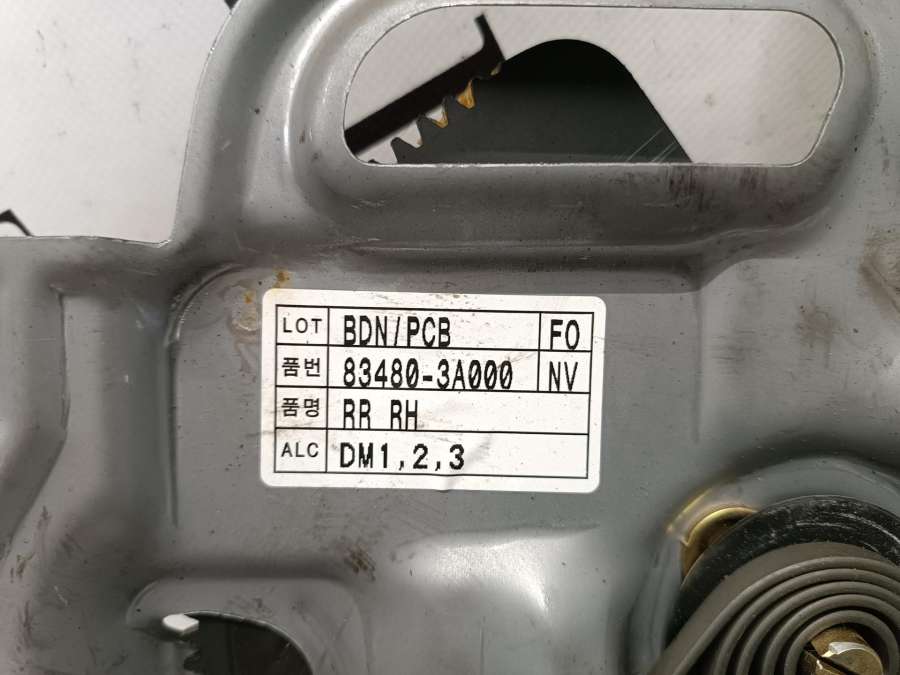 LOT BDN/PCB FO
품번 83480-3A000 NV
품명 RR RH
ALC DM1,2,3